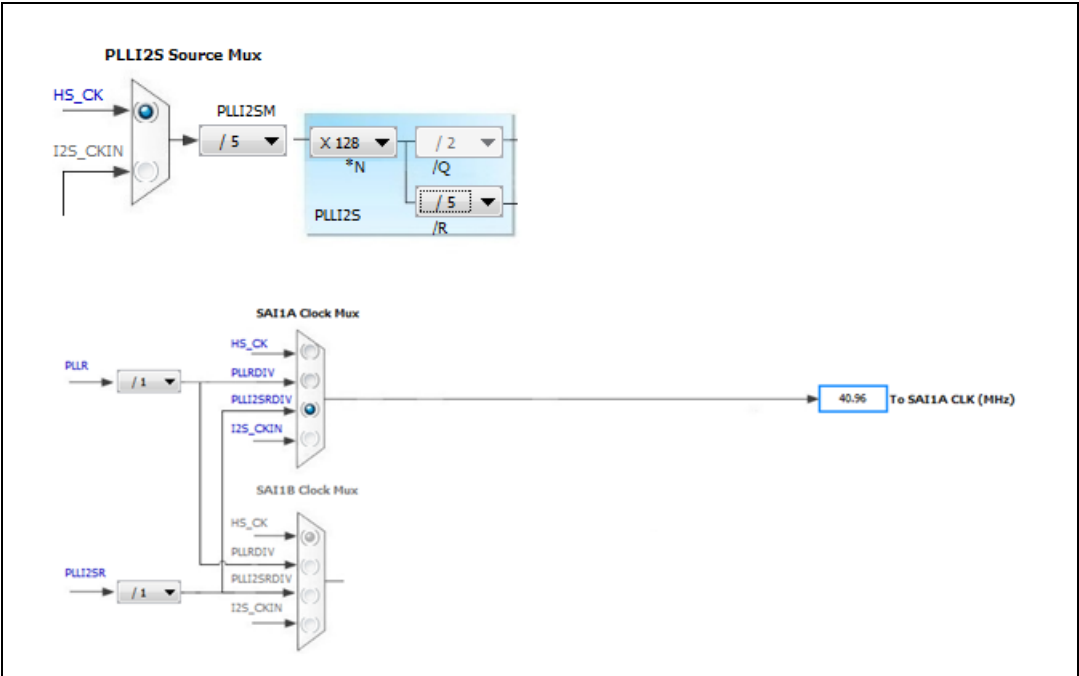 PLLI2S Source Mux
HS_CK
PLLI2SM
/ 5
X 128
/ 2
I2S_CKIN
*N
/Q
/ 5
PLLI2S
/R
SAI1A Clock Mux
HS_CK
PLLR
/ 1
PLLRDIV
PLLI2SRDIV
40.96
To SAI1A CLK (MHz)
I2S_CKIN
SAI1B Clock Mux
HS_CK
PLLRDIV
PLLI2SR
/ 1
PLLI2SRDIV
I2S_CKIN